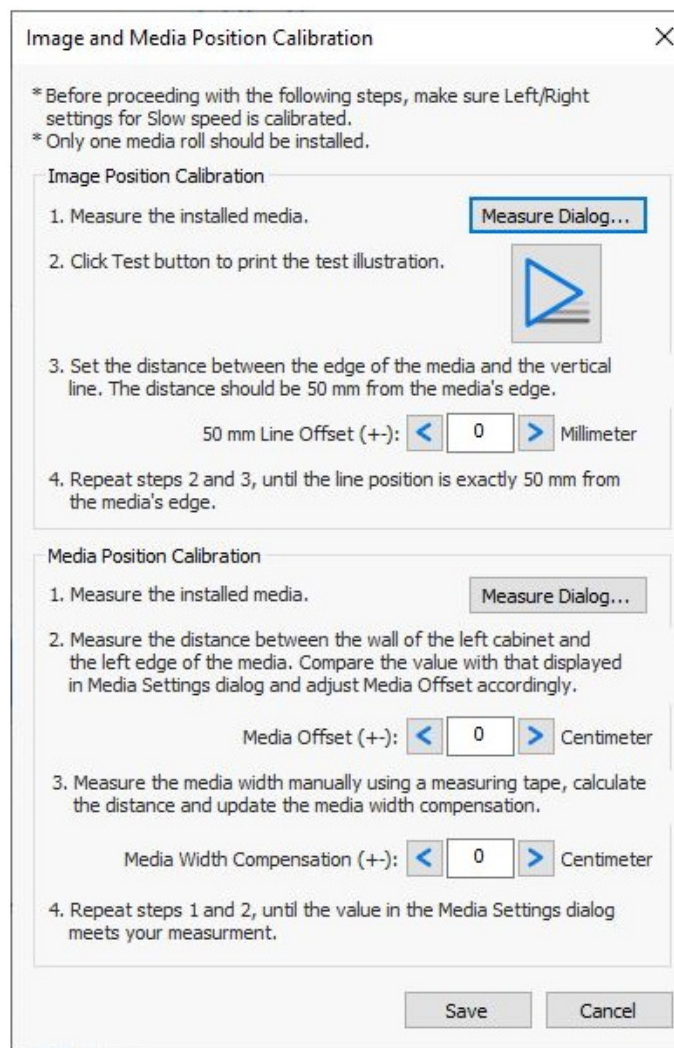 Image and Media Position Calibration
* Before proceeding with the following steps, make sure Left/Right
settings for Slow speed is calibrated.
* Only one media roll should be installed.
Image Position Calibration
1. Measure the installed media.
Measure Dialog...
2. Click Test button to print the test illustration.
3. Set the distance between the edge of the media and the vertical
line. The distance should be 50 mm from the media's edge.
50 mm Line Offset (+-): < 0 > Millimeter
4. Repeat steps 2 and 3, until the line position is exactly 50 mm from
the media's edge.
Media Position Calibration
1. Measure the installed media.
Measure Dialog...
2. Measure the distance between the wall of the left cabinet and
the left edge of the media. Compare the value with that displayed
in Media Settings dialog and adjust Media Offset accordingly.
Media Offset (+-): < 0 > Centimeter
3. Measure the media width manually using a measuring tape, calculate
the distance and update the media width compensation.
Media Width Compensation (+-): < 0 > Centimeter
4. Repeat steps 1 and 2, until the value in the Media Settings dialog
meets your measurment.
Save
Cancel